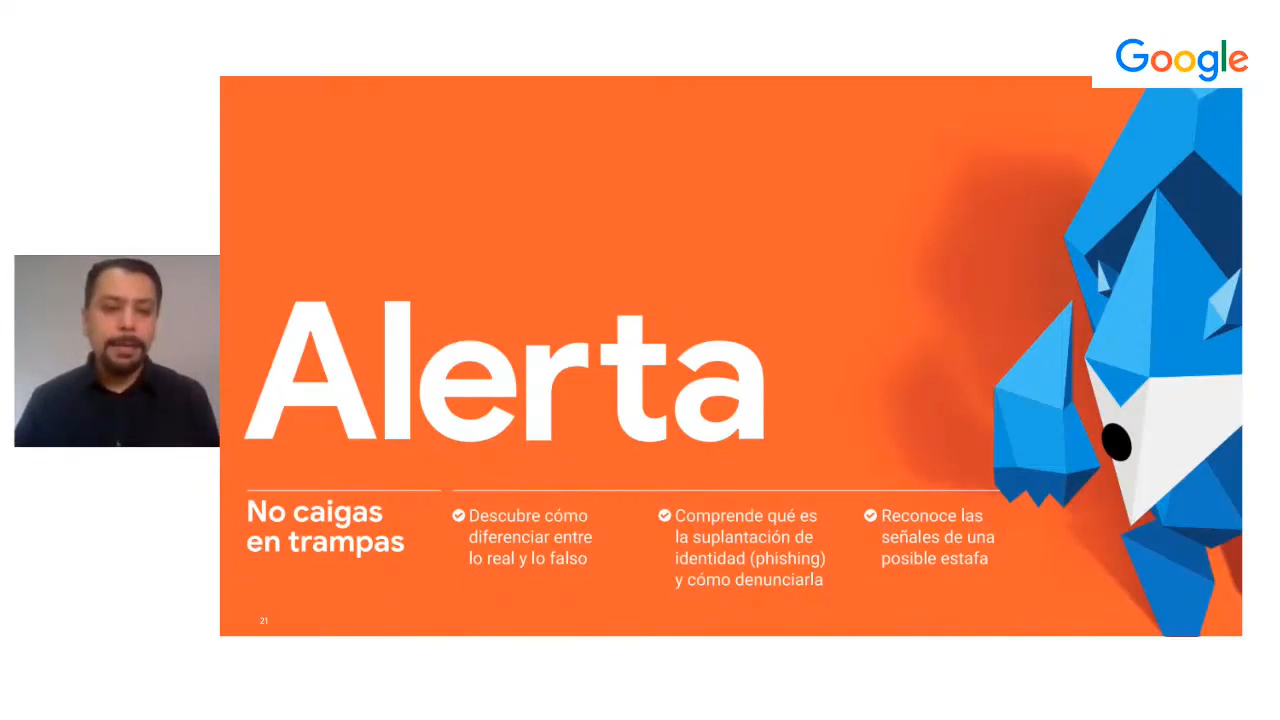 Google
Alerta
No caigas
en trampas
Descubre cómo
diferenciar entre
lo real y lo falso
Comprende qué es
la suplantación de
identidad (phishing)
y cómo denunciarla
Reconoce las
señales de una
posible estafa
21